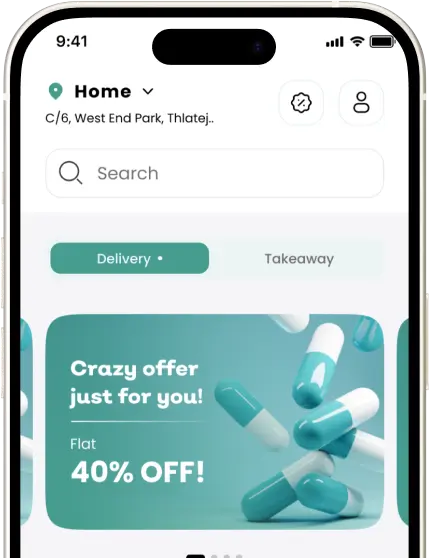 9:41
Home
C/6, West End Park, Thlatej..
Search
Delivery •
Takeaway
Crazy offer
just for you!
Flat
40% OFF!